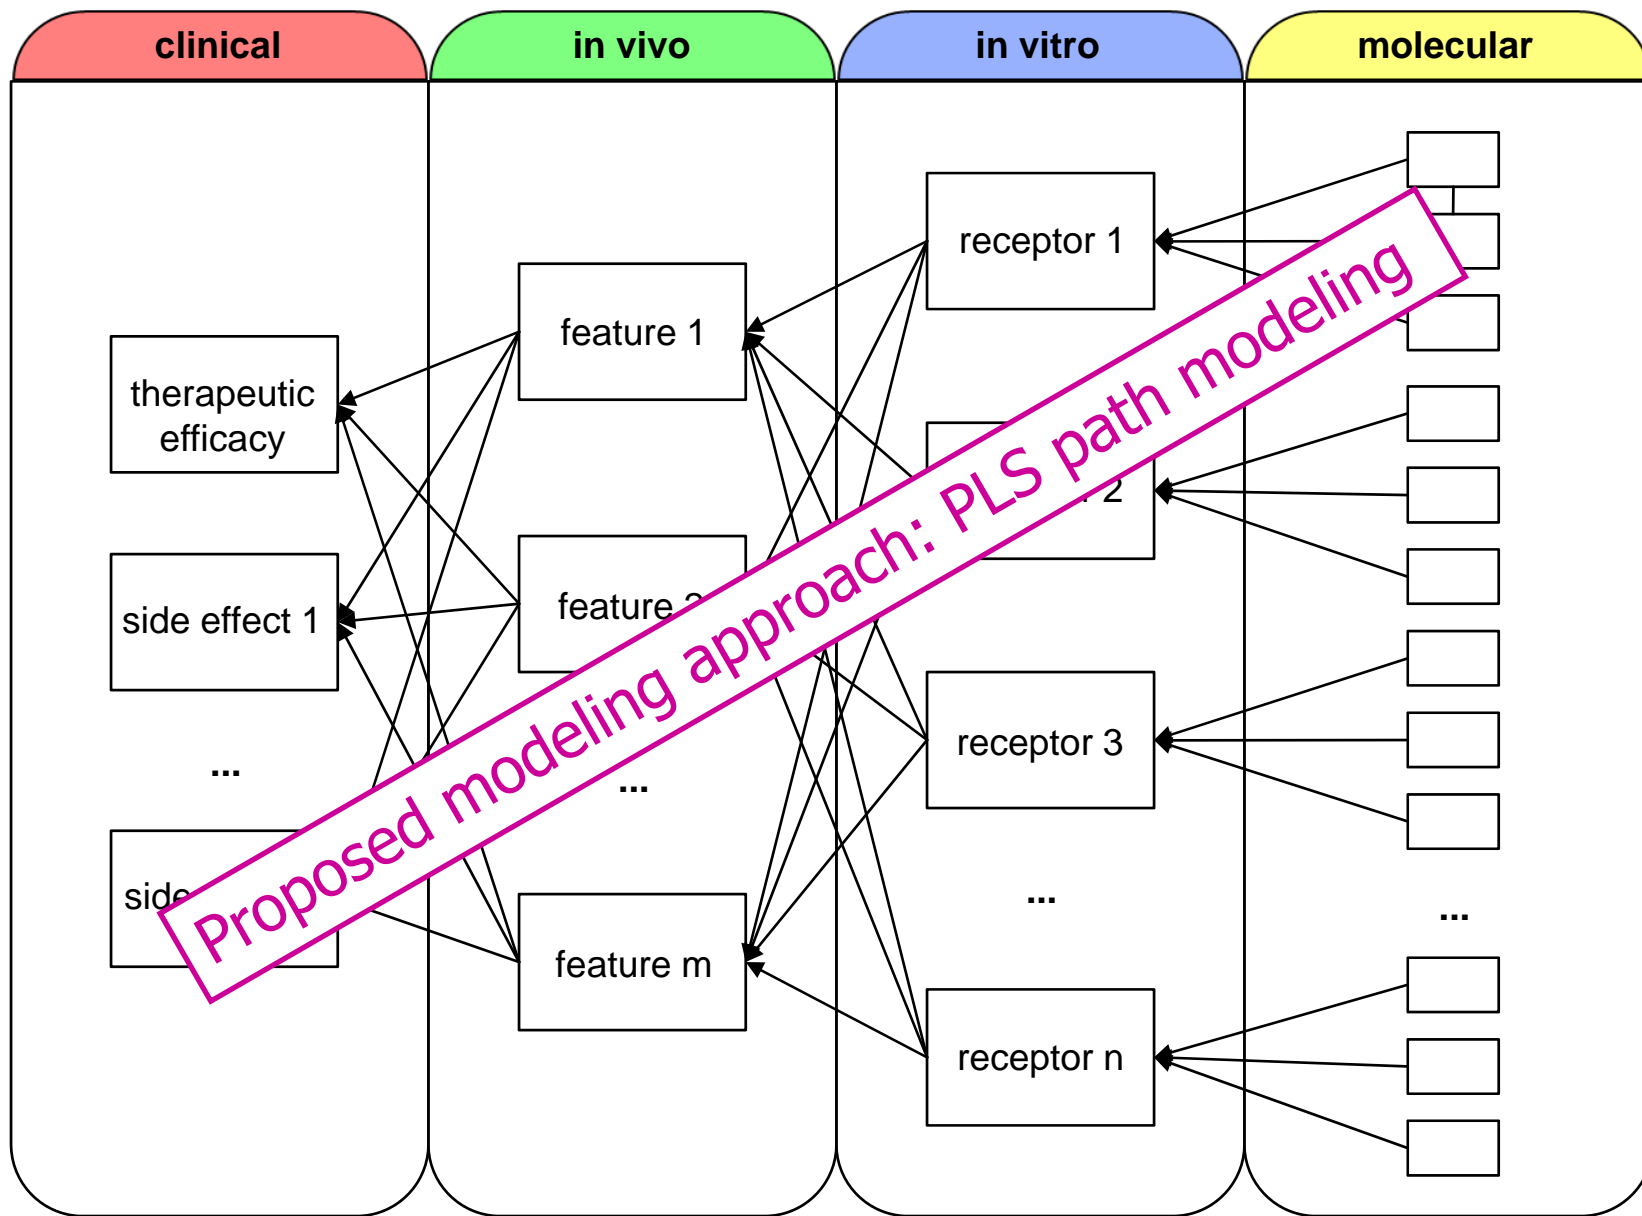 clinical
in vivo
in vitro
molecular
therapeutic
efficacy
side effect 1
...
side
feature 1
feature
...
feature m
receptor 1
2
receptor 3
...
receptor n
...
Proposed modeling approach: PLS path modeling